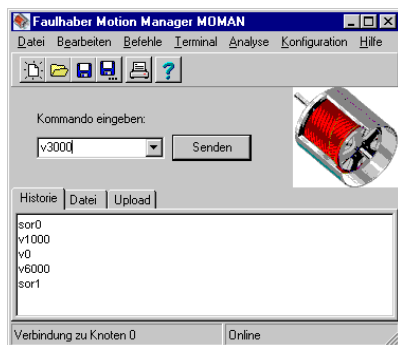 Faulhaber Motion Manager MOMAN
Datei Bearbeiten Befehle Terminal Analyse Konfiguration Hilfe
?
Kommando eingeben:
v3000 Senden
Historie Datei Upload
sor0
v1000
v0
v6000
sor1
Verbindung zu Knoten 0 Online